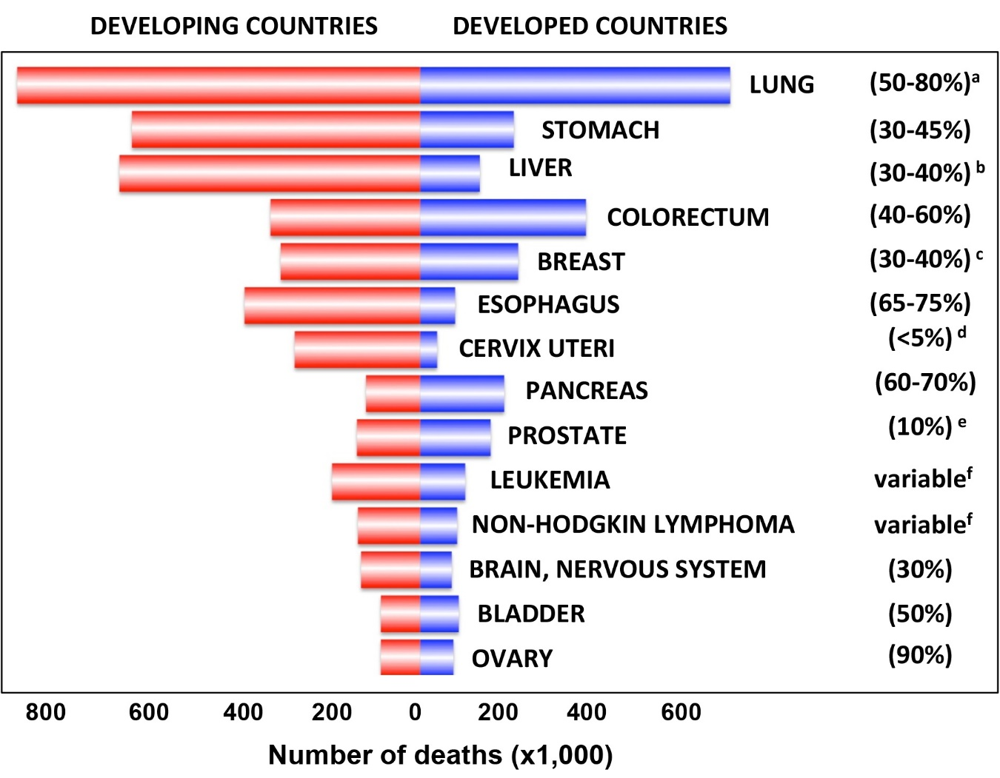 DEVELOPING COUNTRIES DEVELOPED COUNTRIES
LUNG (50-80%)a
STOMACH (30-45%)
LIVER (30-40%) b
COLORECTUM (40-60%)
BREAST (30-40%) c
ESOPHAGUS (65-75%)
CERVIX UTERI (<5%) d
PANCREAS (60-70%)
PROSTATE (10%) e
LEUKEMIA variablef
NON-HODGKIN LYMPHOMA variablef
BRAIN, NERVOUS SYSTEM (30%)
BLADDER (50%)
OVARY (90%)
800 600 400 200 0 200 400 600
Number of deaths (x1,000)